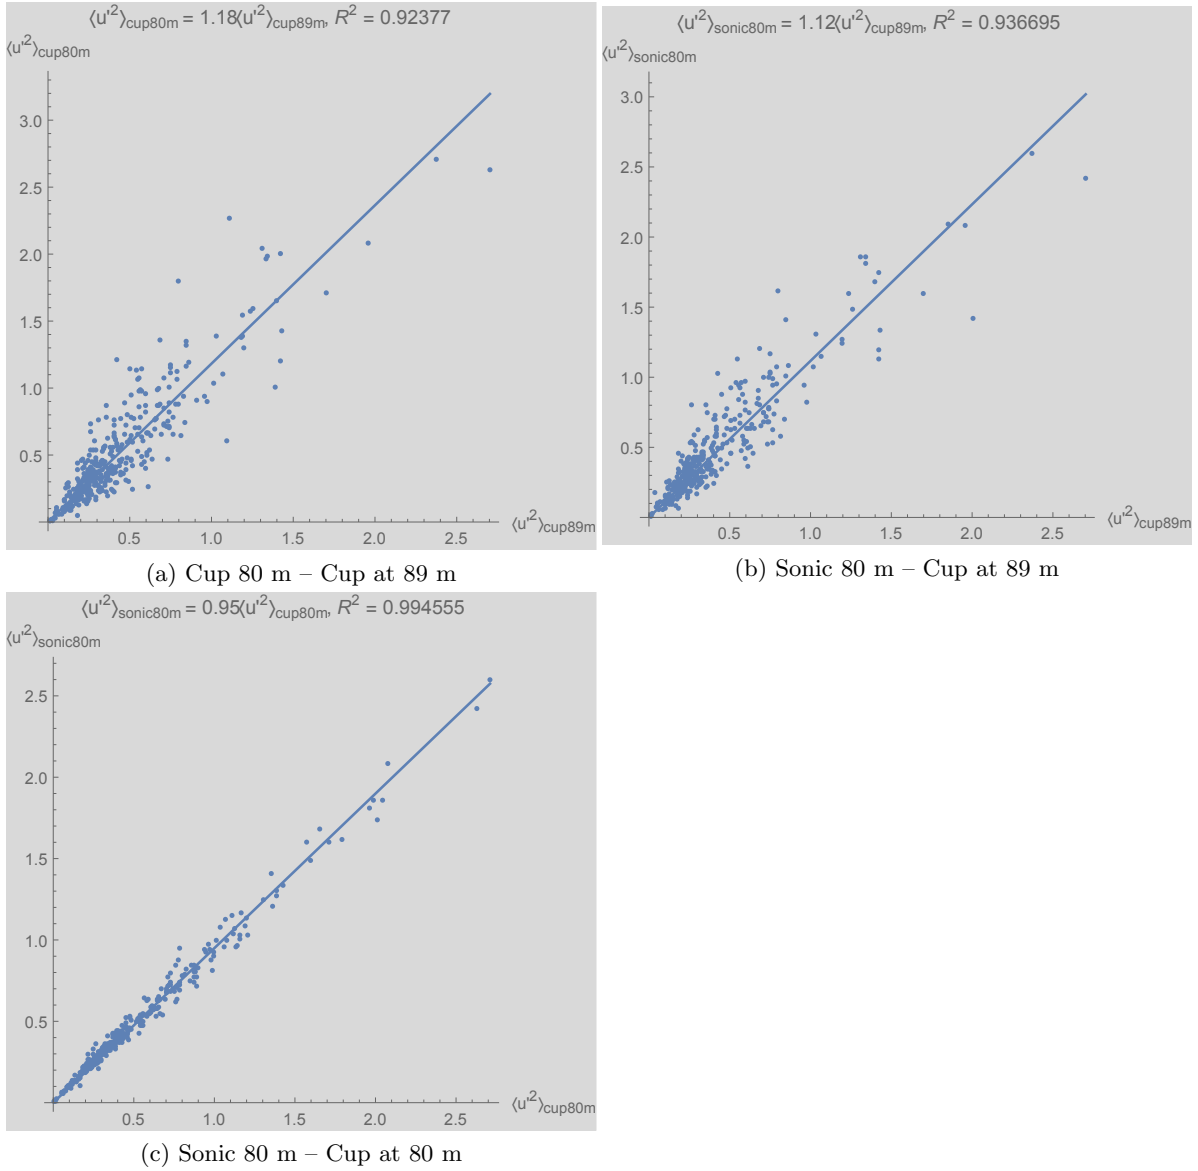 ⟨u'²⟩cup80m = 1.18⟨u'²⟩cup89m, R² = 0.92377
⟨u'²⟩cup80m
3.0
2.5
2.0
1.5
1.0
0.5
0.5 1.0 1.5 2.0 2.5
⟨u'²⟩cup89m
(a) Cup 80 m – Cup at 89 m
⟨u'²⟩sonic80m = 1.12⟨u'²⟩cup89m, R² = 0.936695
⟨u'²⟩sonic80m
3.0
2.5
2.0
1.5
1.0
0.5
0.5 1.0 1.5 2.0 2.5
⟨u'²⟩cup89m
(b) Sonic 80 m – Cup at 89 m
⟨u'²⟩sonic80m = 0.95⟨u'²⟩cup80m, R² = 0.994555
⟨u'²⟩sonic80m
2.5
2.0
1.5
1.0
0.5
0.5 1.0 1.5 2.0 2.5
⟨u'²⟩cup80m
(c) Sonic 80 m – Cup at 80 m